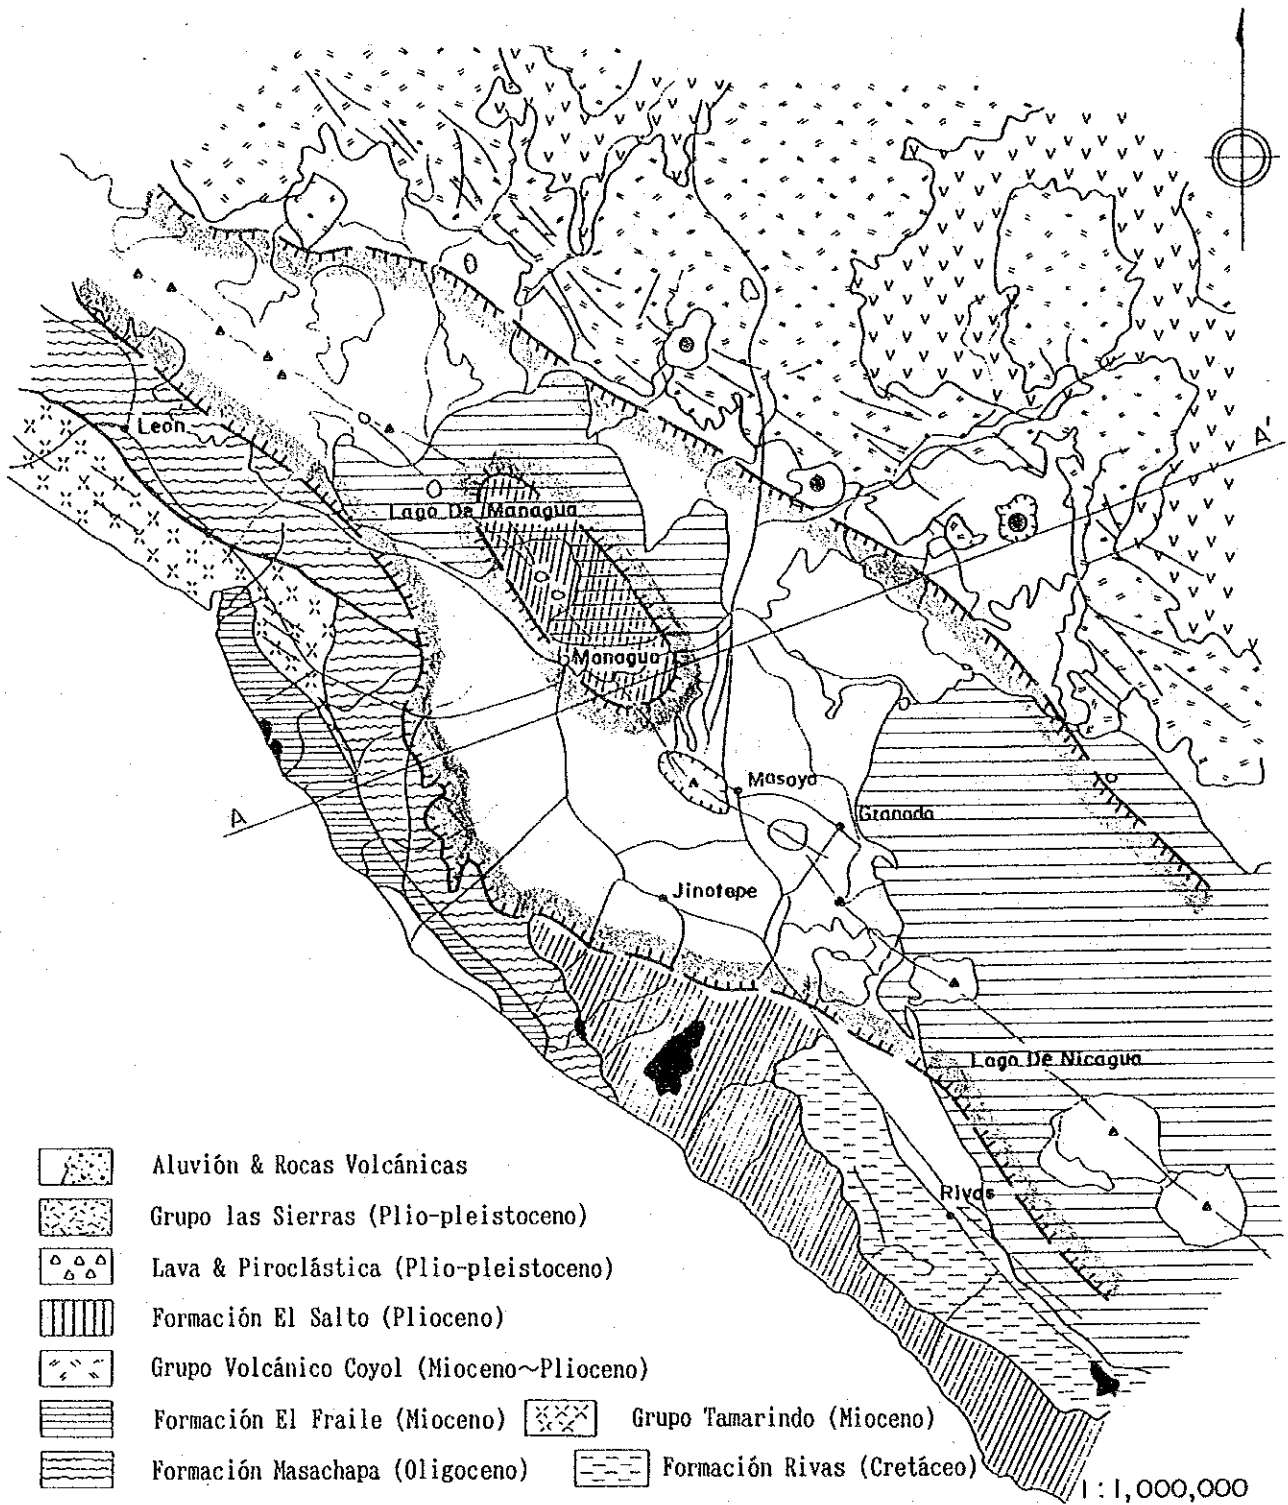 León
Lago De Managua
Managua
A'
A
Masaya
Granada
Jinotepe
Lago De Nicagua
Rivas
Aluvión & Rocas Volcánicas
Grupo las Sierras (Plio-pleistoceno)
Lava & Piroclástica (Plio-pleistoceno)
Formación El Salto (Plioceno)
Grupo Volcánico Coyol (Mioceno~Plioceno)
Formación El Fraile (Mioceno) Grupo Tamarindo (Mioceno)
Formación Masachapa (Oligoceno) Formación Rivas (Cretáceo)
1:1,000,000